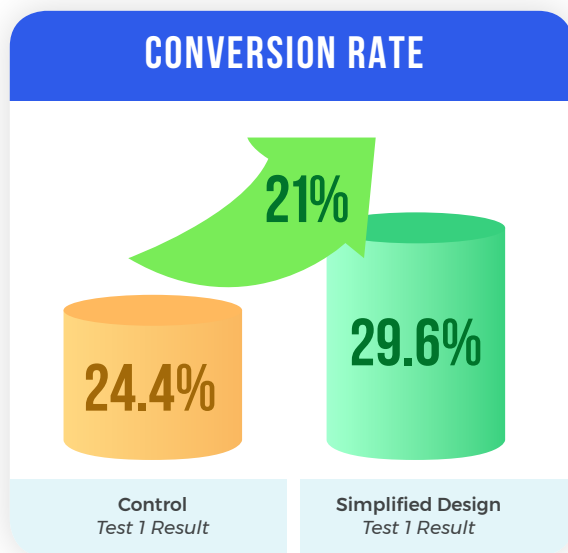 CONVERSION RATE
21%
24.4%
29.6%
Control
Test 1 Result
Simplified Design
Test 1 Result